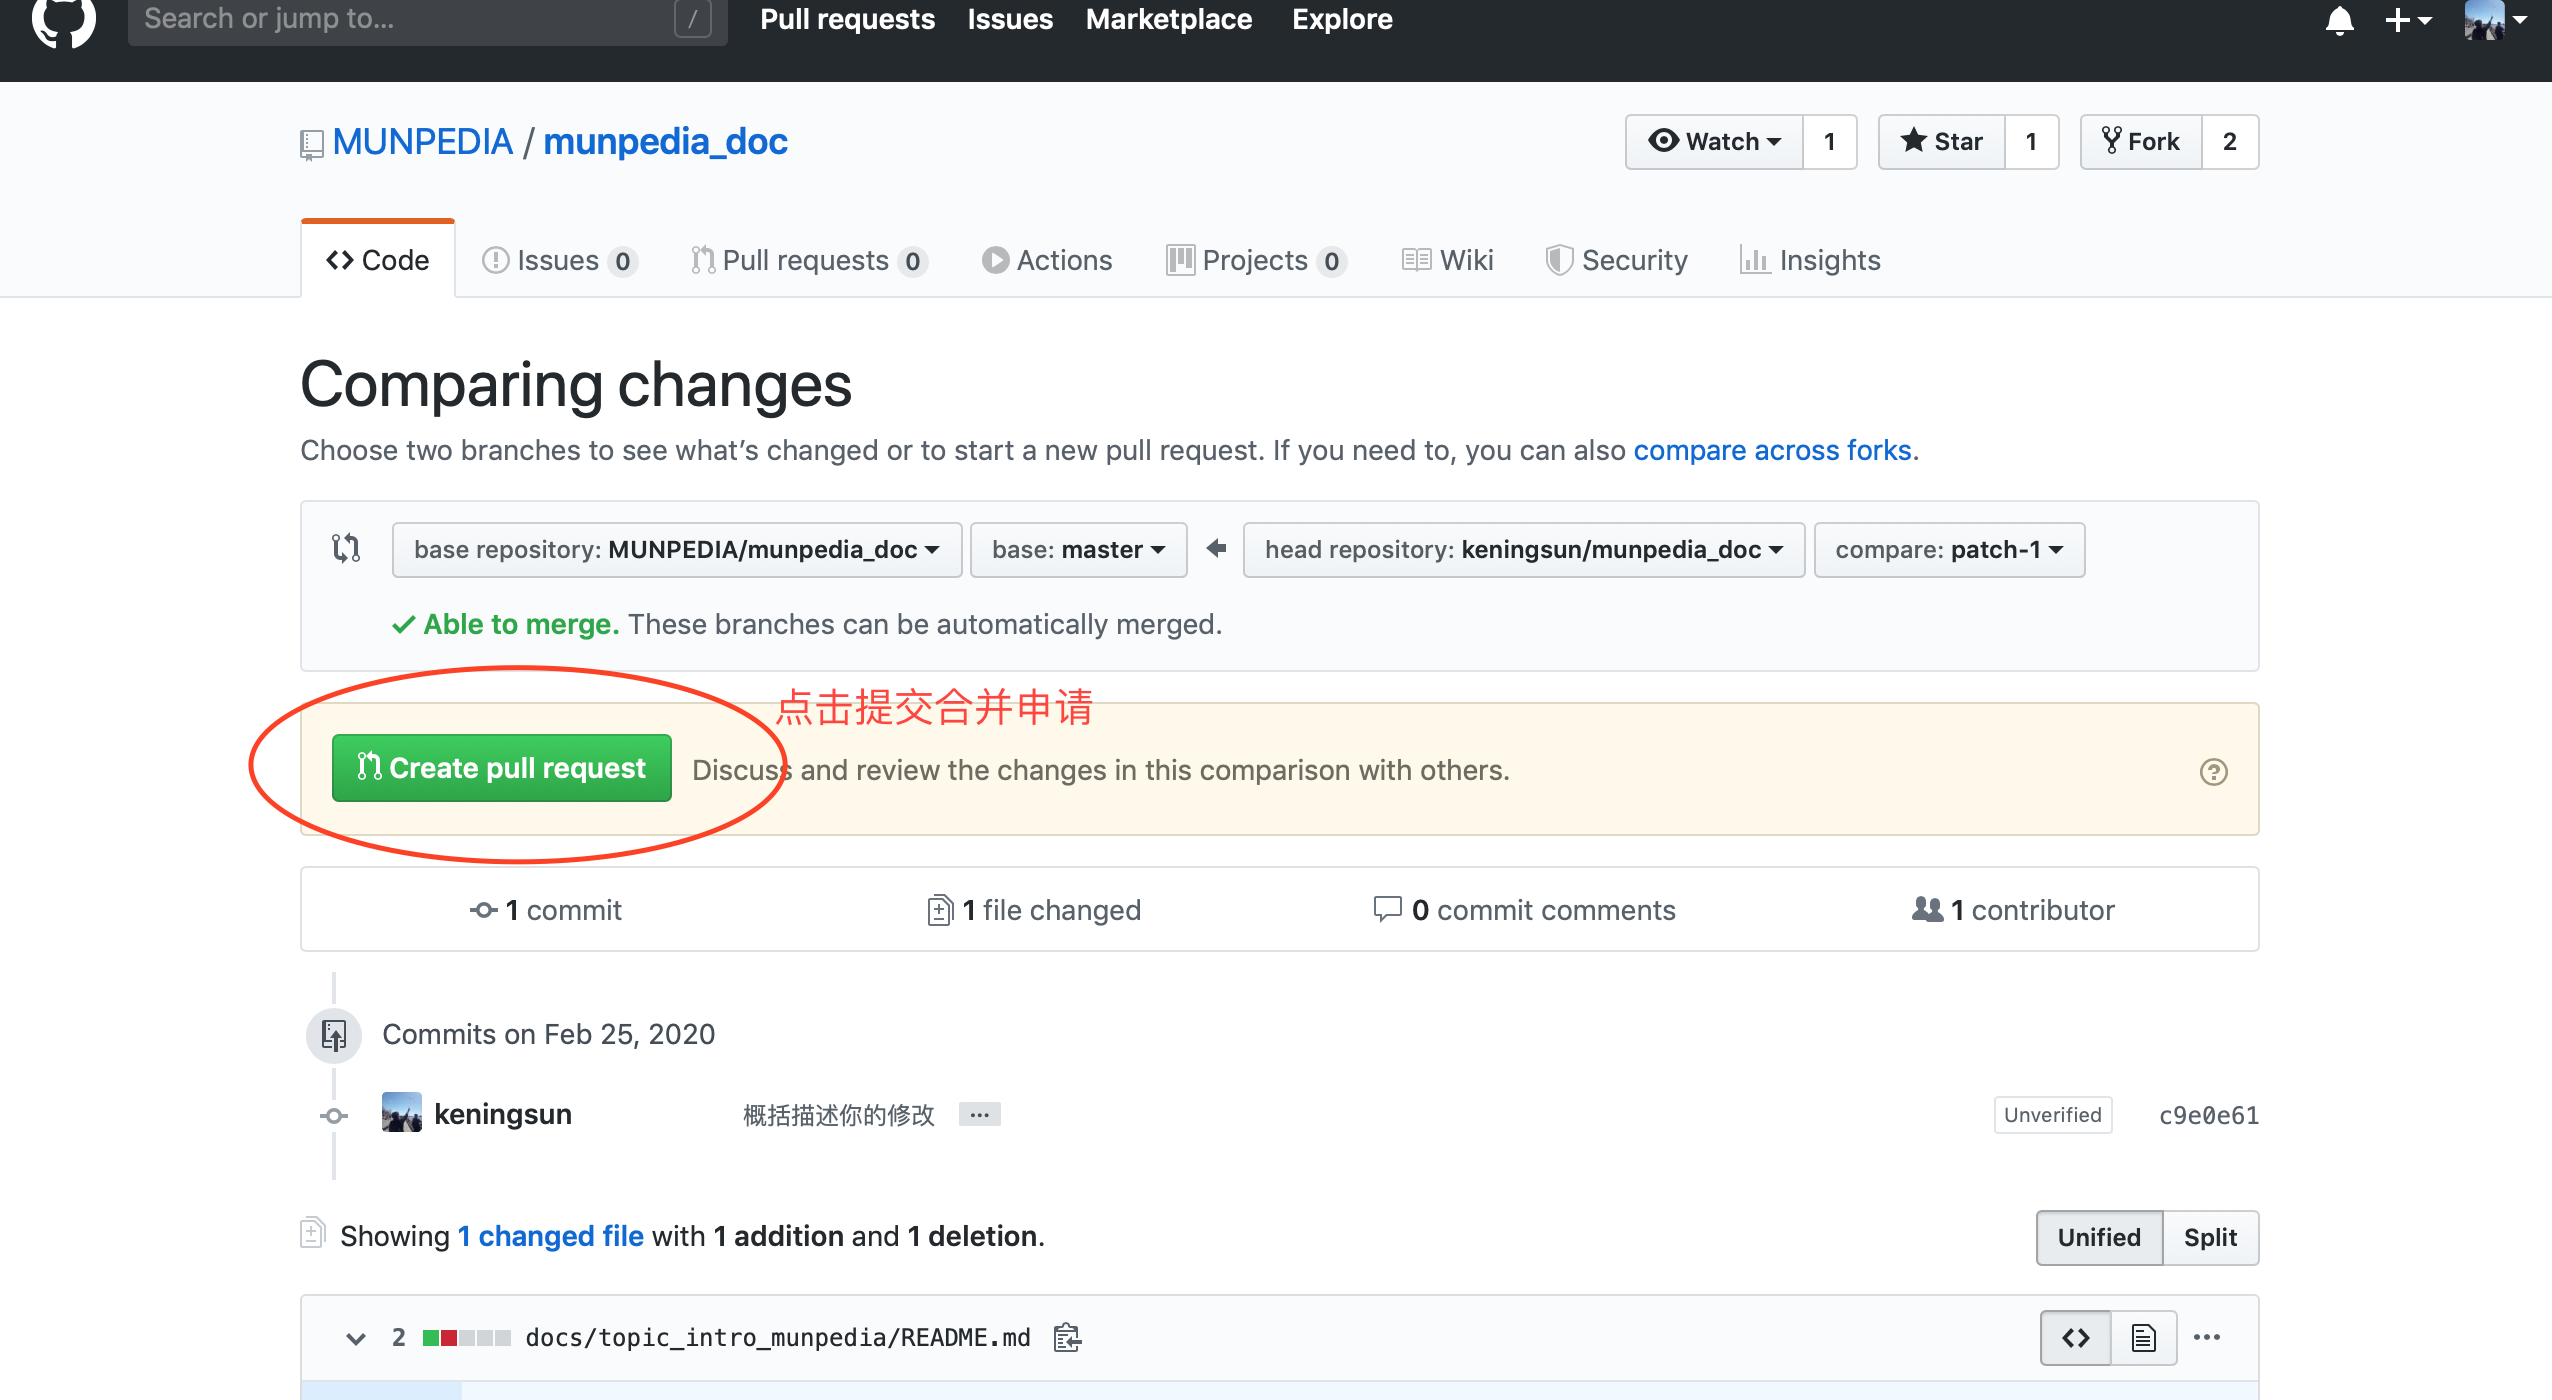 Search or jump to... /
Pull requests Issues Marketplace Explore
MUNPEDIA / munpedia_doc
Watch 1 Star 1 Fork 2
Code Issues 0 Pull requests 0 Actions Projects 0 Wiki Security Insights
Comparing changes
Choose two branches to see what’s changed or to start a new pull request. If you need to, you can also compare across forks.
base repository: MUNPEDIA/munpedia_doc base: master head repository: keningsun/munpedia_doc compare: patch-1
Able to merge. These branches can be automatically merged.
点击提交合并申请
Create pull request Discuss and review the changes in this comparison with others.
1 commit 1 file changed 0 commit comments 1 contributor
Commits on Feb 25, 2020
keningsun 概括描述你的修改 ... Unverified c9e0e61
Showing 1 changed file with 1 addition and 1 deletion. Unified Split
2 docs/topic_intro_munpedia/README.md